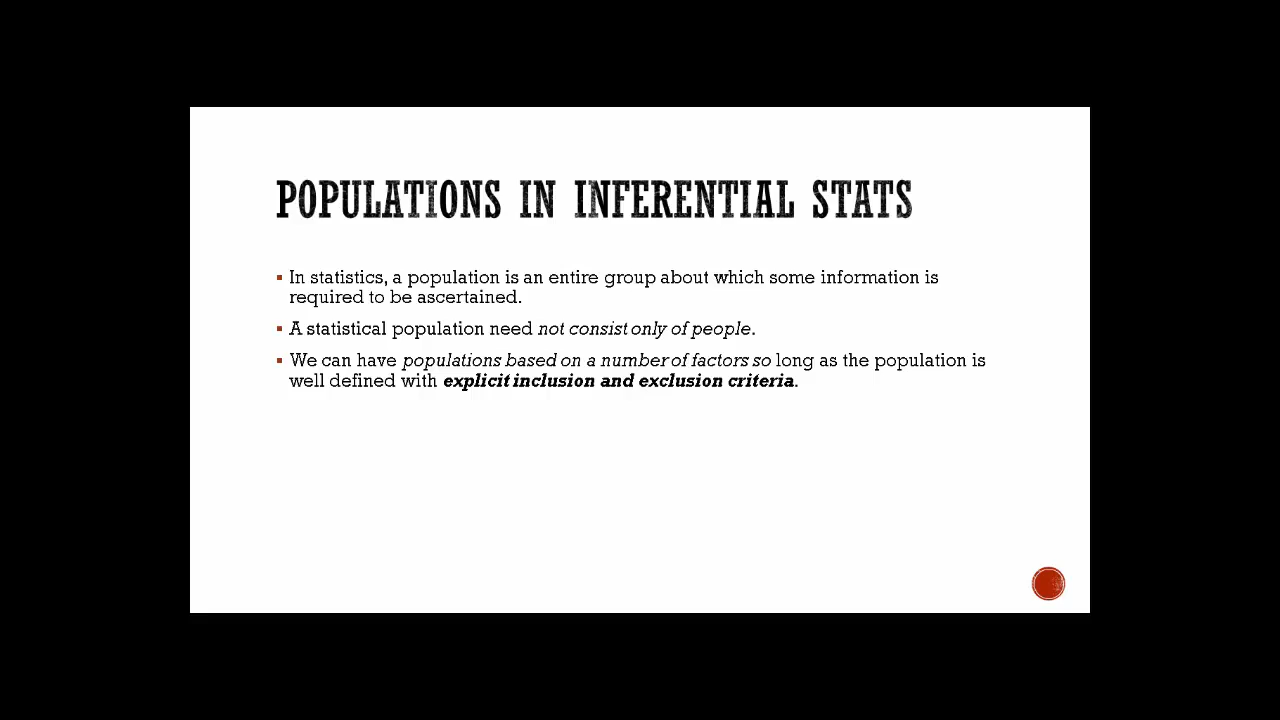 POPULATIONS IN INFERENTIAL STATS
▪ In statistics, a population is an entire group about which some information is
required to be ascertained.
▪ A statistical population need not consist only of people.
▪ We can have populations based on a number of factors so long as the population is
well defined with explicit inclusion and exclusion criteria.